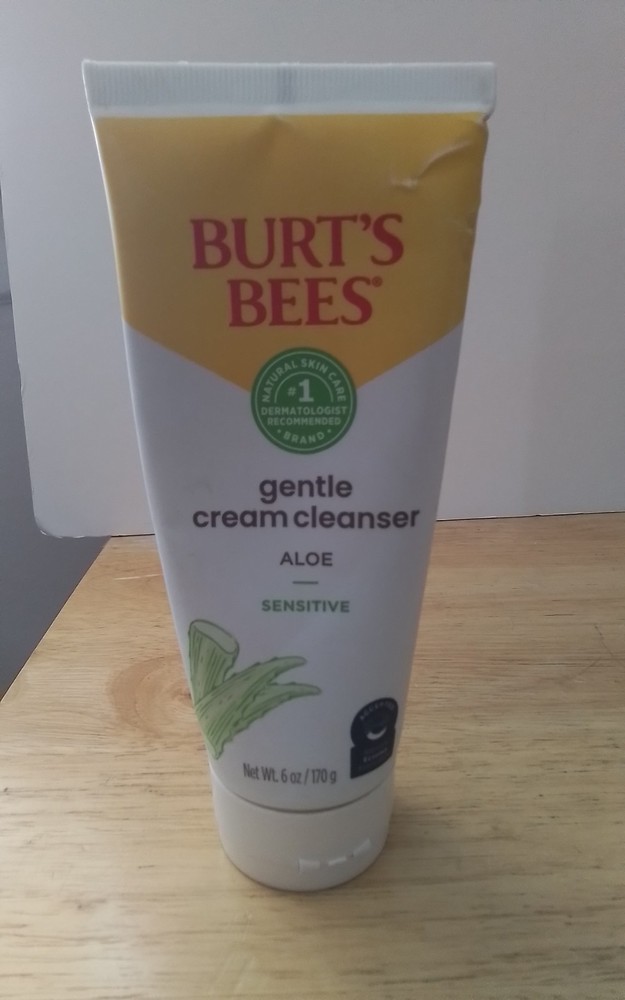 BURT'S
BEES®
NATURAL SKIN CARE
#1
DERMATOLOGIST
RECOMMENDED
• BRAND •
gentle
cream cleanser
ALOE
SENSITIVE
Net Wt. 6 oz / 170 g